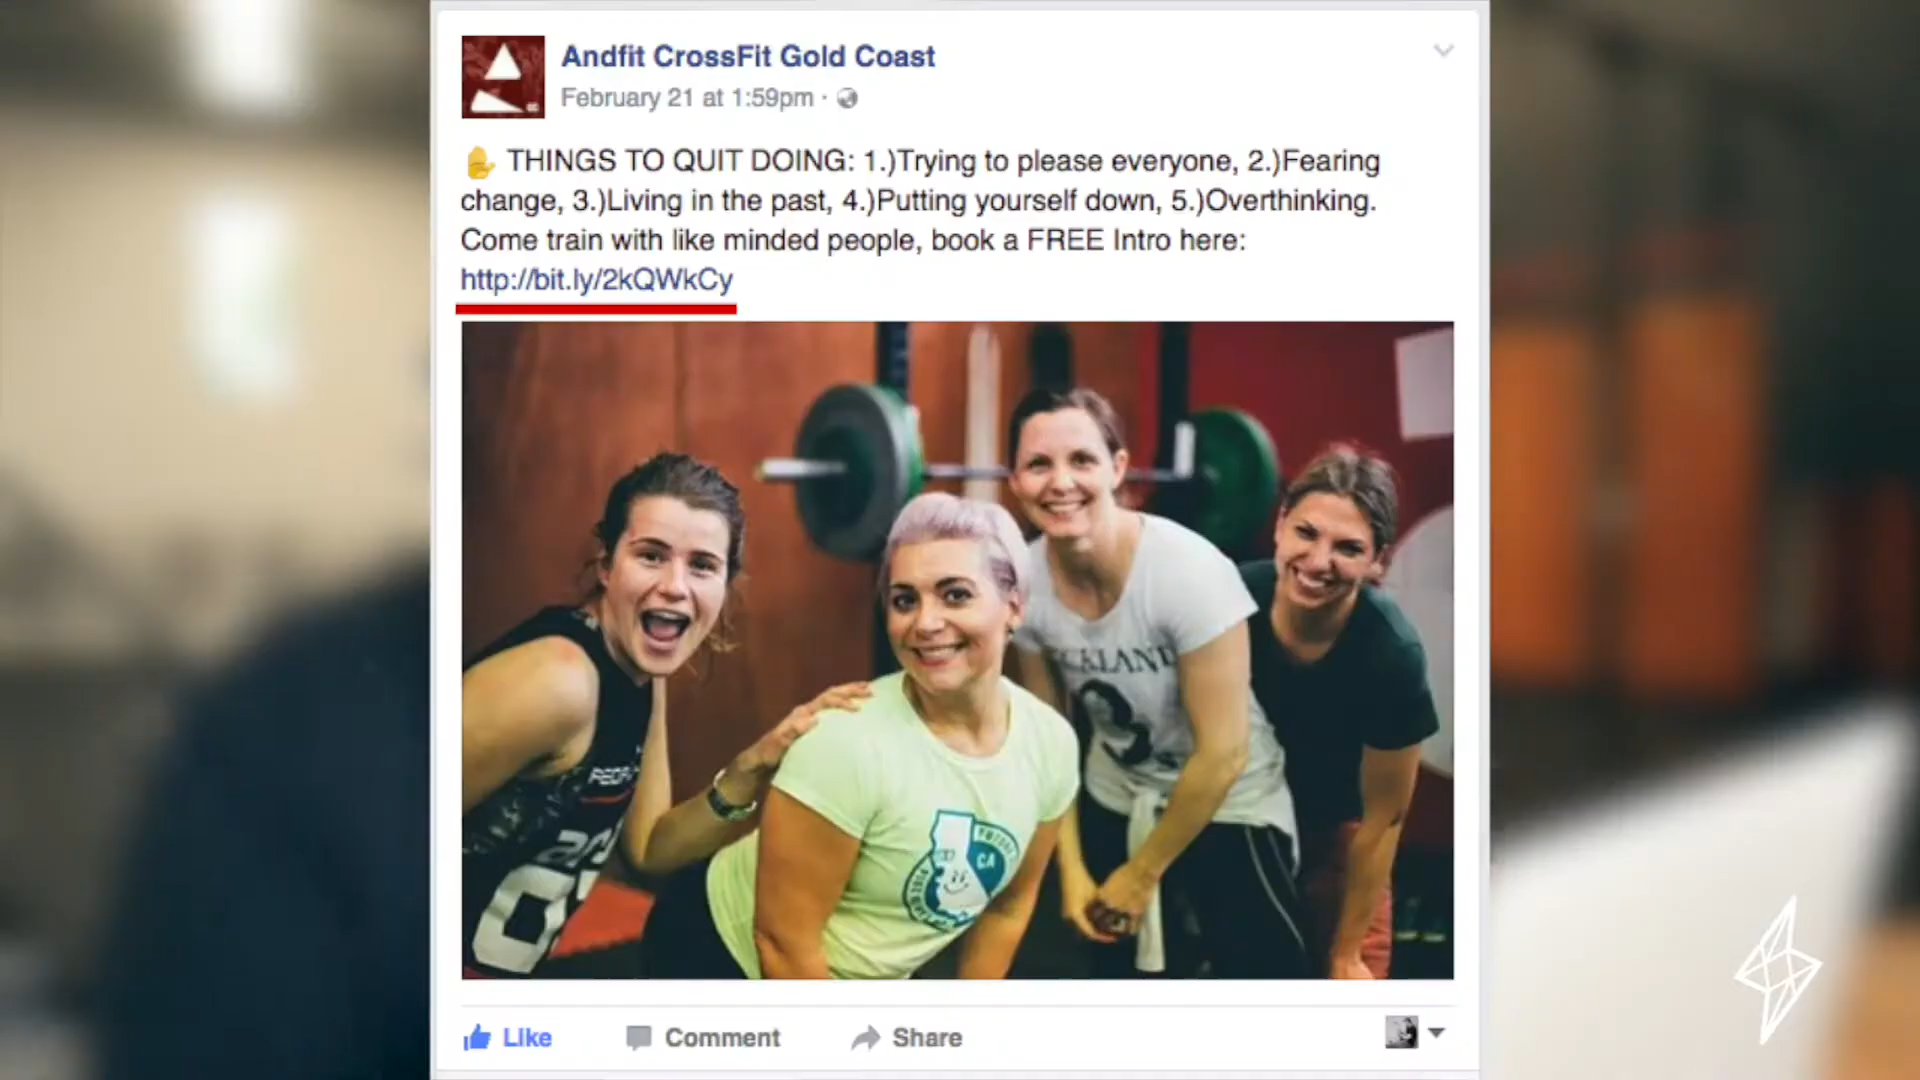 Andfit CrossFit Gold Coast
February 21 at 1:59pm ·
✋ THINGS TO QUIT DOING: 1.)Trying to please everyone, 2.)Fearing
change, 3.)Living in the past, 4.)Putting yourself down, 5.)Overthinking.
Come train with like minded people, book a FREE Intro here:
http://bit.ly/2kQWkCy
CKLAND
CA
Like
Comment
Share